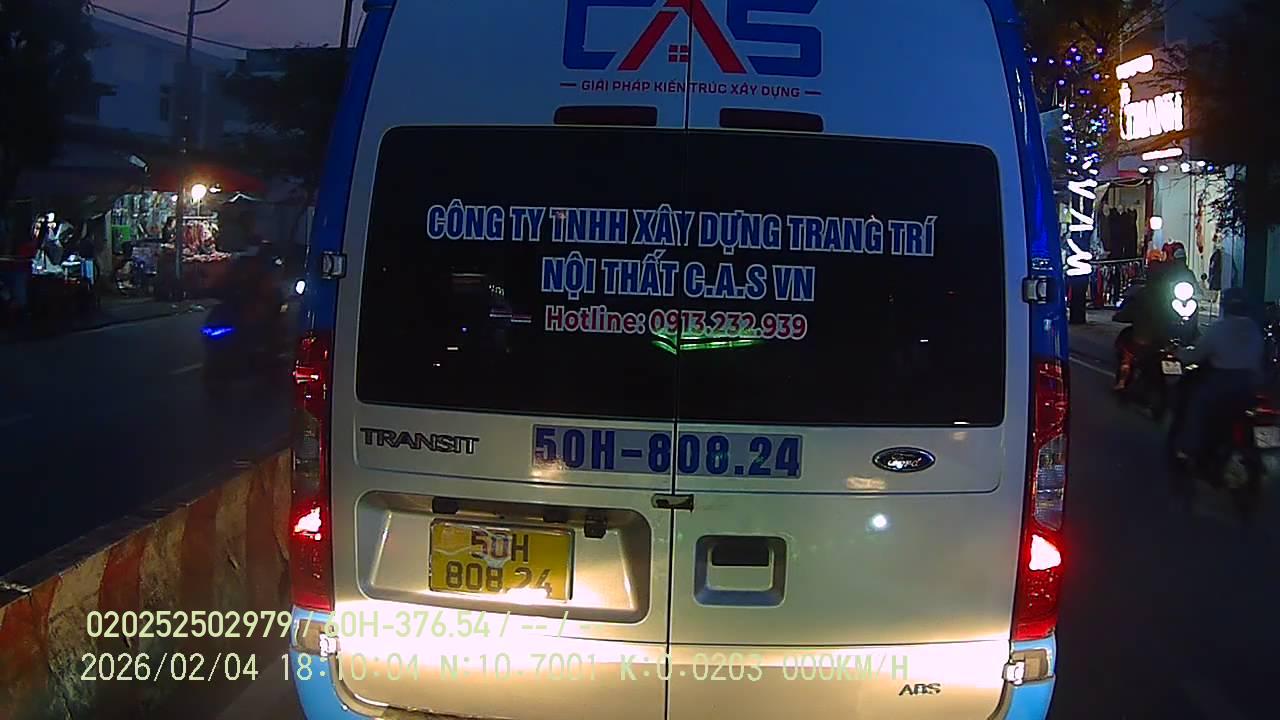 CAS
GIẢI PHÁP KIẾN TRÚC XÂY DỰNG
THANH
CÔNG TY TNHH XÂY DỰNG TRANG TRÍ
NỘI THẤT C.A.S VN
Hotline: 0913.232.939
TRANSIT
50H-808.24
Ford
50H
808.24
020252502979 / 60H-376.54 / -- / -
2026/02/04 18:10:04 N:10.7001 K:0.0203 000KM/H
ABS